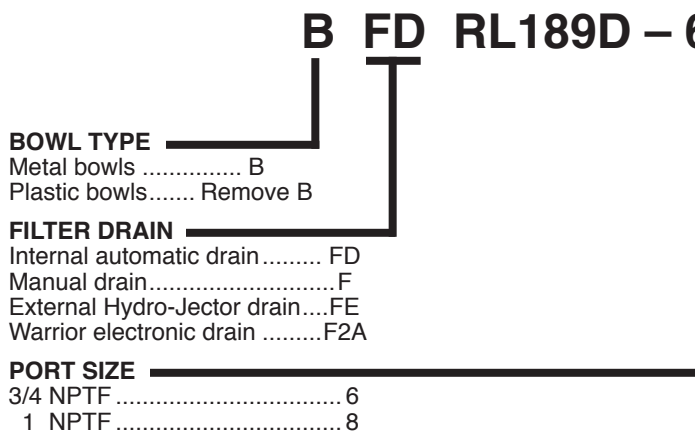 B FD RL189D – 6
BOWL TYPE
Metal bowls ............... B
Plastic bowls....... Remove B
FILTER DRAIN
Internal automatic drain......... FD
Manual drain............................F
External Hydro-Jector drain....FE
Warrior electronic drain .........F2A
PORT SIZE
3/4 NPTF .................................. 6
1 NPTF .................................. 8